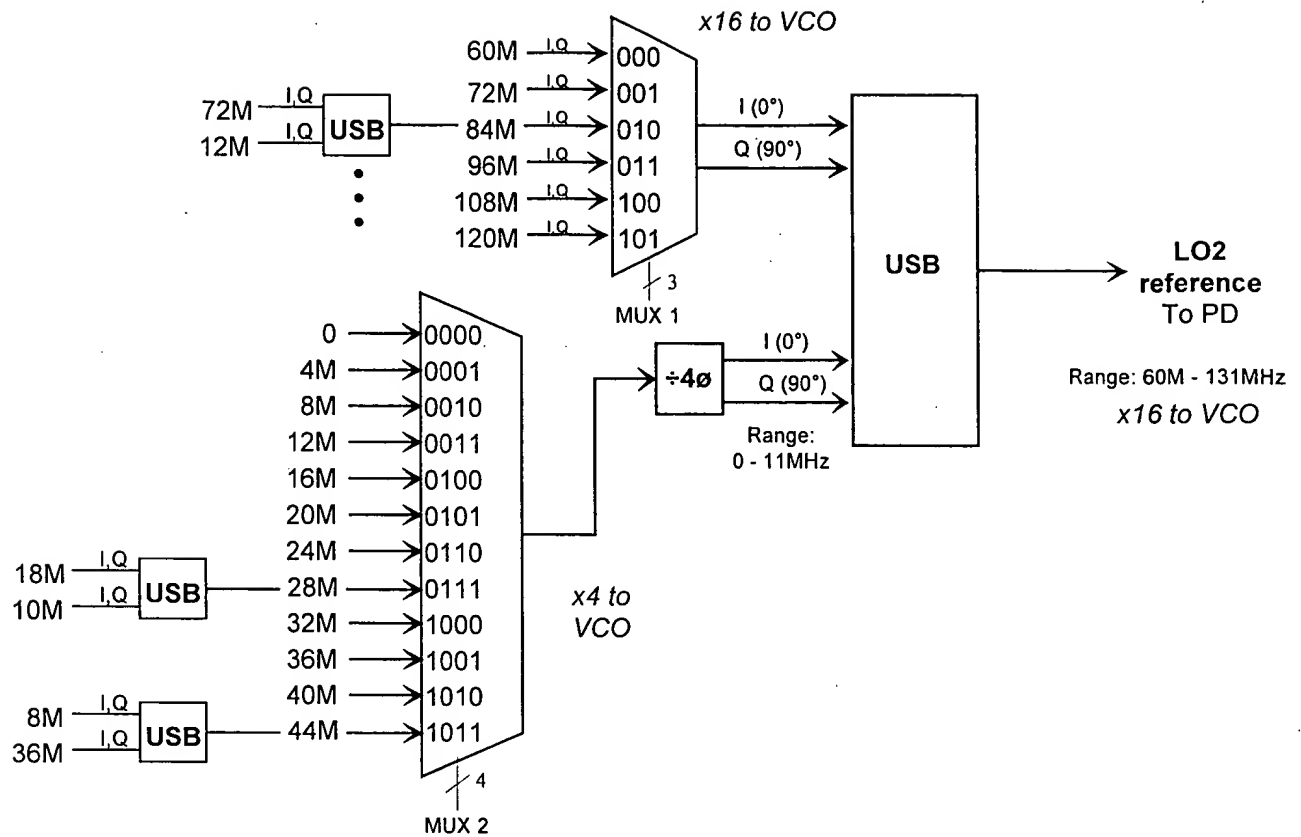 x16 to VCO
60M I,Q 000
72M I,Q 001
84M I,Q 010
96M I,Q 011
108M I,Q 100
120M I,Q 101
72M I,Q
12M I,Q
USB
3
MUX 1
I (0°)
Q (90°)
USB
LO2
reference
To PD
Range: 60M - 131MHz
x16 to VCO
0 0000
4M 0001
8M 0010
12M 0011
16M 0100
20M 0101
24M 0110
28M 0111
32M 1000
36M 1001
40M 1010
44M 1011
18M I,Q
10M I,Q
USB
8M I,Q
36M I,Q
USB
4
MUX 2
x4 to
VCO
÷4ø
I (0°)
Q (90°)
Range:
0 - 11MHz